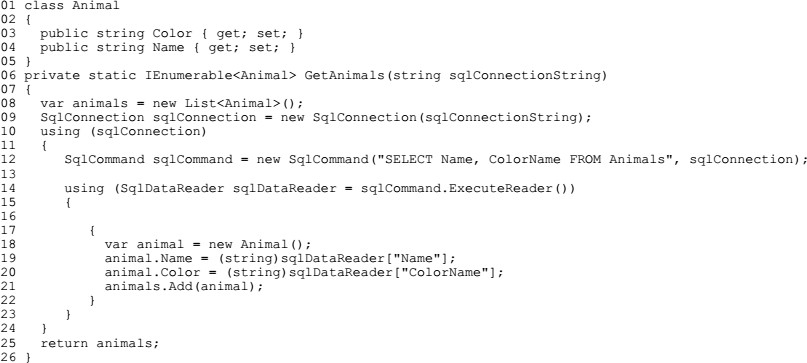 01 class Animal
02 {
03   public string Color { get; set; }
04   public string Name { get; set; }
05 }
06 private static IEnumerable<Animal> GetAnimals(string sqlConnectionString)
07 {
08   var animals = new List<Animal>();
09   SqlConnection sqlConnection = new SqlConnection(sqlConnectionString);
10   using (sqlConnection)
11   {
12      SqlCommand sqlCommand = new SqlCommand("SELECT Name, ColorName FROM Animals", sqlConnection);
13
14      using (SqlDataReader sqlDataReader = sqlCommand.ExecuteReader())
15      {
16
17         {
18           var animal = new Animal();
19           animal.Name = (string)sqlDataReader["Name"];
20           animal.Color = (string)sqlDataReader["ColorName"];
21           animals.Add(animal);
22         }
23      }
24   }
25   return animals;
26 }